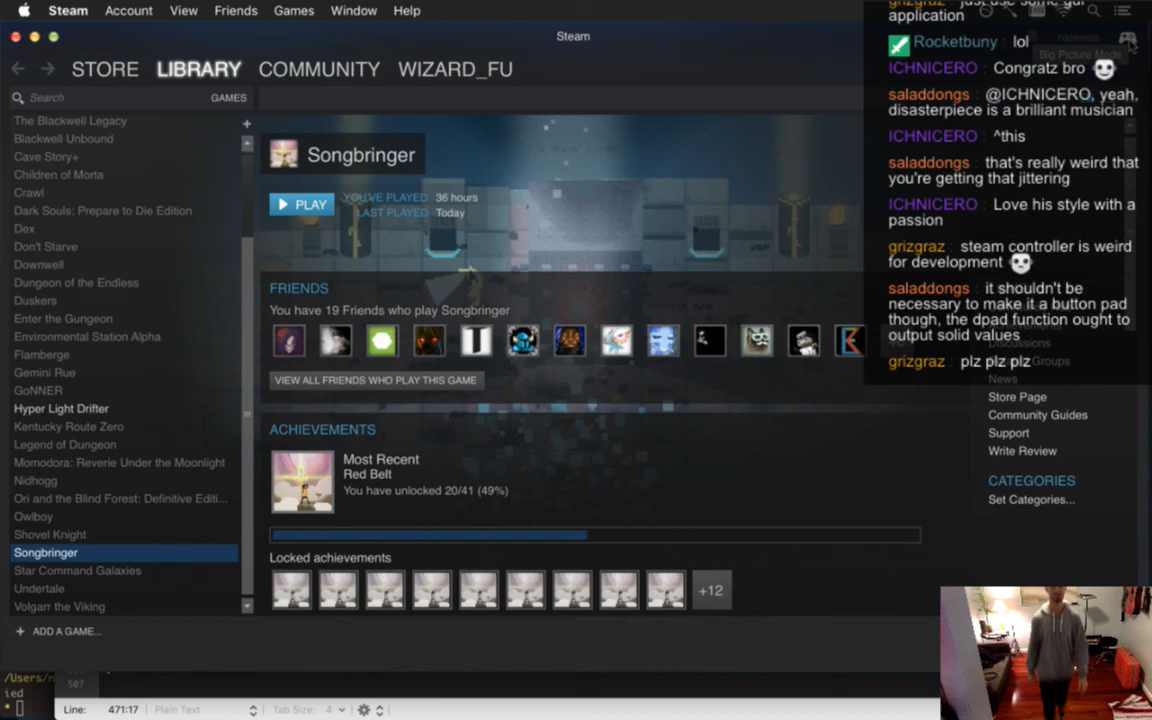 Steam Account View Friends Games Window Help
Steam
STORE LIBRARY COMMUNITY WIZARD_FU
Search GAMES
The Blackwell Legacy
Blackwell Unbound
Cave Story+
Children of Morta
Crawl
Dark Souls: Prepare to Die Edition
Dex
Don't Starve
Downwell
Dungeon of the Endless
Duskers
Enter the Gungeon
Environmental Station Alpha
Flamberge
Gemini Rue
GoNNER
Hyper Light Drifter
Kentucky Route Zero
Legend of Dungeon
Momodora: Reverie Under the Moonlight
Nidhogg
Ori and the Blind Forest: Definitive Editi...
Owlboy
Shovel Knight
Songbringer
Star Command Galaxies
Undertale
Volgarr the Viking
+ ADD A GAME...
Songbringer
PLAY
YOU'VE PLAYED 36 hours
LAST PLAYED Today
FRIENDS
You have 19 Friends who play Songbringer
VIEW ALL FRIENDS WHO PLAY THIS GAME
ACHIEVEMENTS
Most Recent
Red Belt
You have unlocked 20/41 (49%)
Locked achievements
+12
application
Rocketbuny : lol
Big Picture Mode
ICHNICERO : Congratz bro
saladdongs : @ICHNICERO, yeah,
disasterpiece is a brilliant musician
ICHNICERO : ^this
saladdongs : that's really weird that
you're getting that jittering
ICHNICERO : Love his style with a
passion
grizgraz : steam controller is weird
for development
saladdongs : it shouldn't be
necessary to make it a button pad
though, the dpad function ought to
output solid values
Discussions
grizgraz : plz plz plz
Groups
News
Store Page
Community Guides
Support
Write Review
CATEGORIES
Set Categories...
/Users/n
ied
*
507
Line: 471:17 Plain Text Tab Size: 4